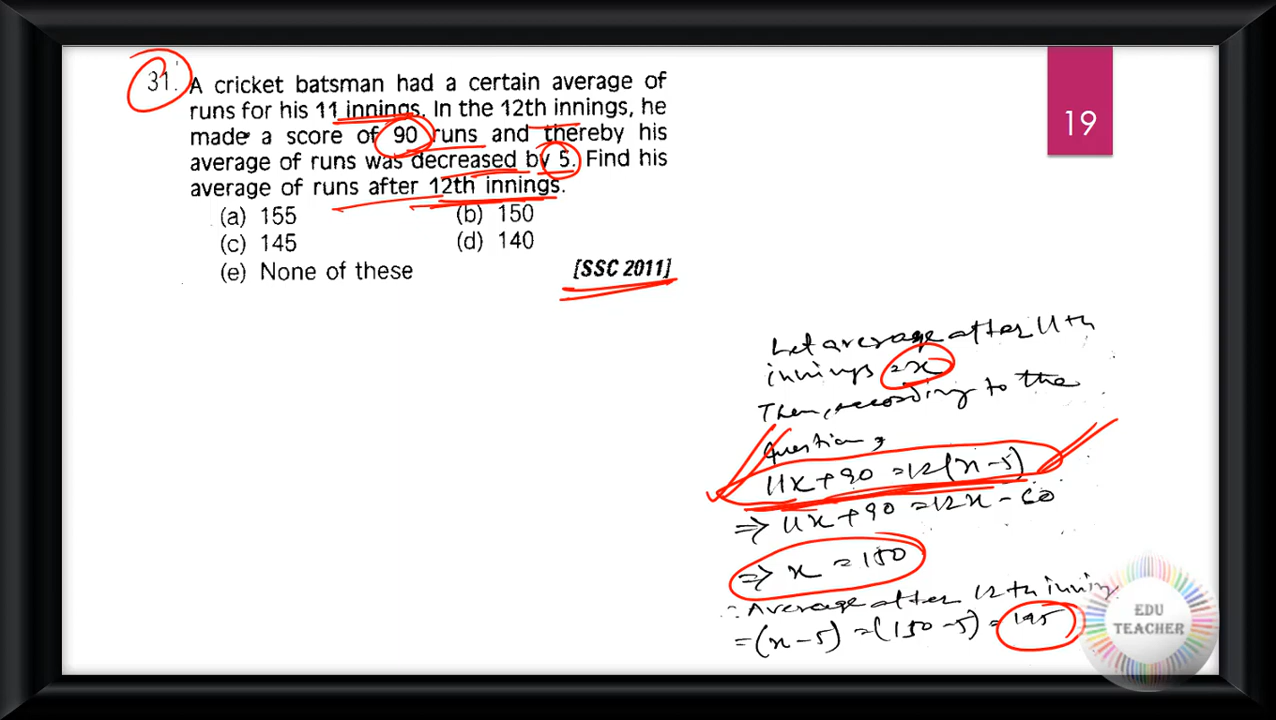 19
31. A cricket batsman had a certain average of
runs for his 11 innings. In the 12th innings, he
made a score of 90 runs and thereby his
average of runs was decreased by 5. Find his
average of runs after 12th innings.
(a) 155 (b) 150
(c) 145 (d) 140
(e) None of these [SSC 2011]
Let average after 11th
innings = x
Then, according to the
question,
11x + 90 = 12(x - 5)
⇒ 11x + 90 = 12x - 60
⇒ x = 150
∴ Average after 12th inning
= (x - 5) = (150 - 5) = 145
EDU
TEACHER